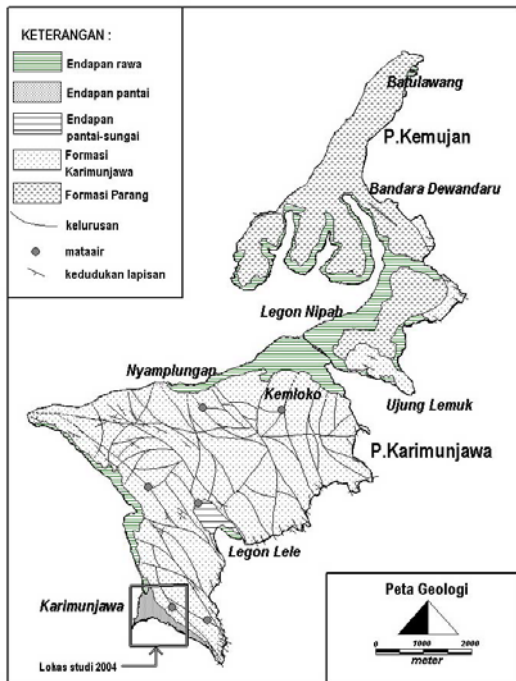 KETERANGAN :
Endapan rawa
Endapan pantai
Endapan
pantai-sungai
Formasi
Karimunjawa
Formasi Parang
kelurusan
mataair
kedudukan lapisan
Batulawang
P.Kemujan
Bandara Dewandaru
Legon Nipah
Nyamplungan
Kemloko
Ujung Lemuk
P.Karimunjawa
Legon Lele
Karimunjawa
Lokas studi 2004
Peta Geologi
0 1000 2000
meter